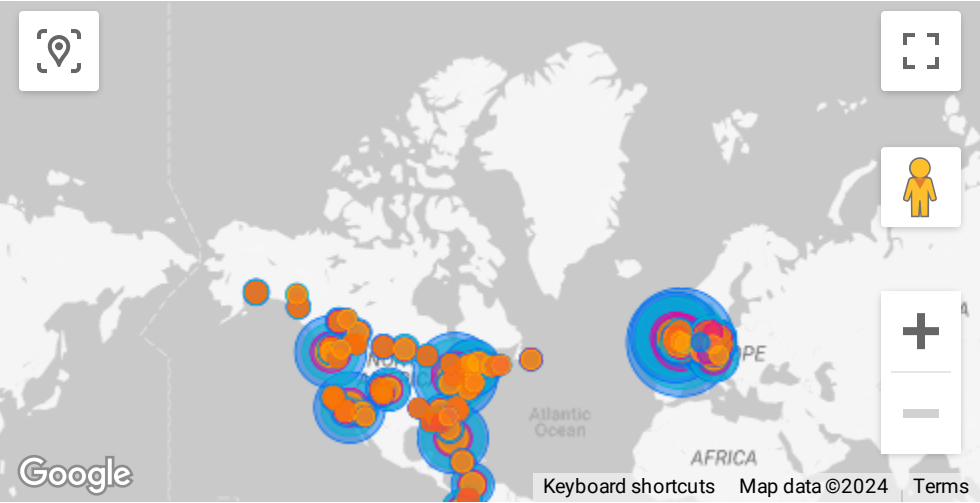 Atlantic
Ocean
AFRICA
Google
Keyboard shortcuts
Map data ©2024
Terms